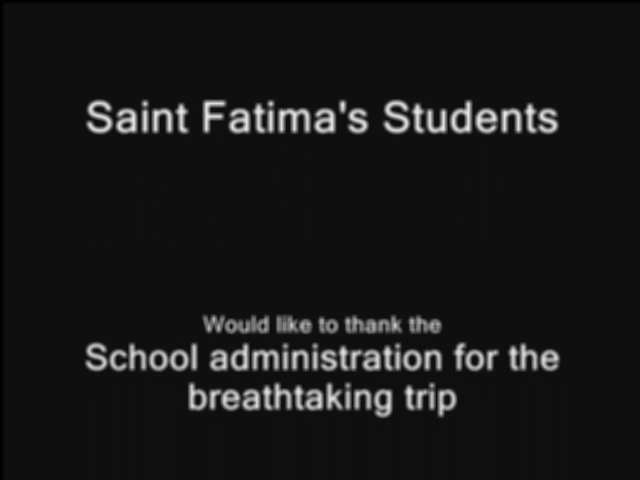 Saint Fatima's Students
Would like to thank the
School administration for the
breathtaking trip